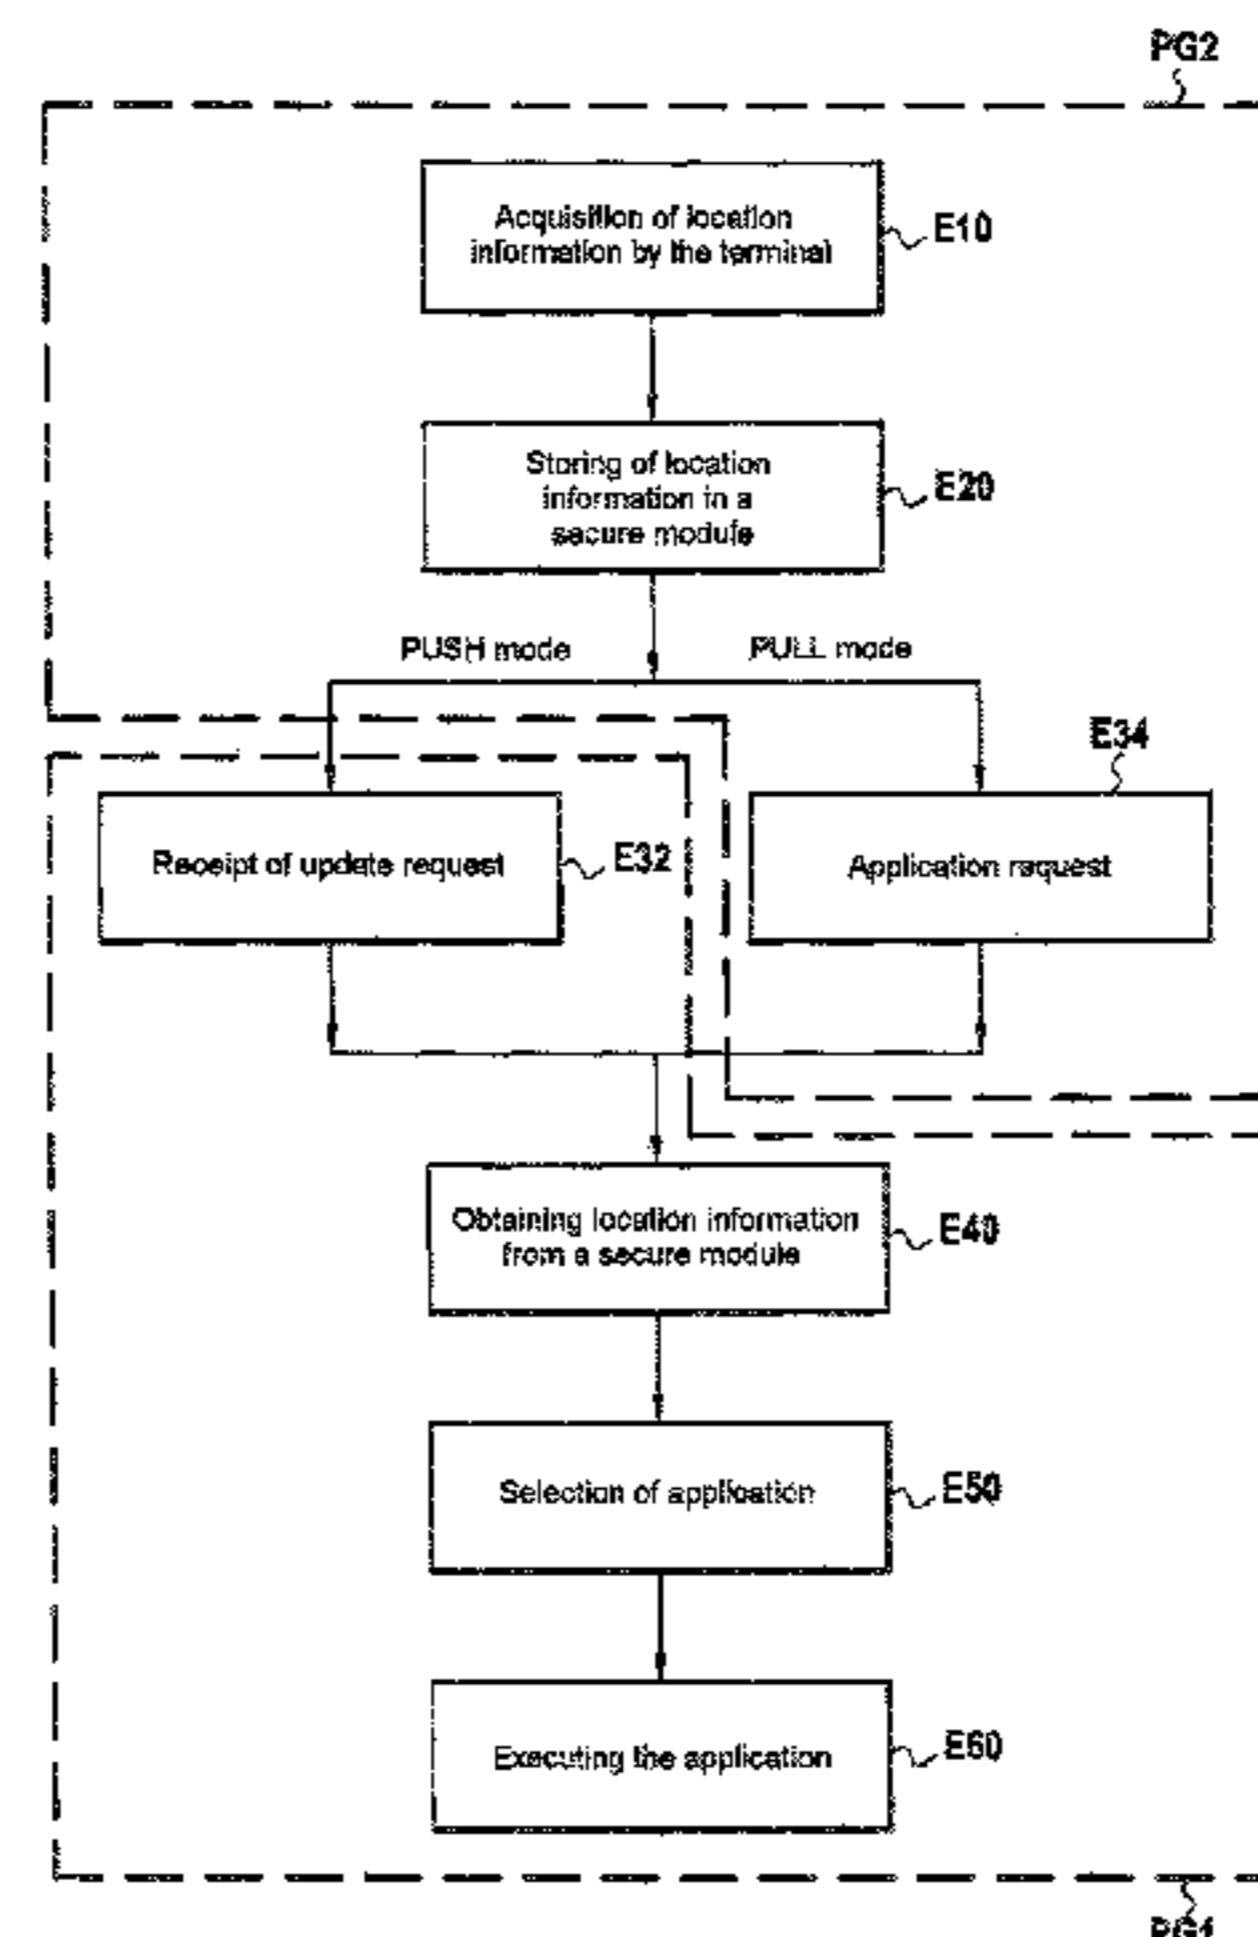 PG2
Acquisition of location
information by the terminal
E10
Storing of location
information in a
secure module
E20
PUSH mode
PULL mode
E34
Receipt of update request
E32
Application request
Obtaining location information
from a secure module
E40
Selection of application
E50
Executing the application
E60